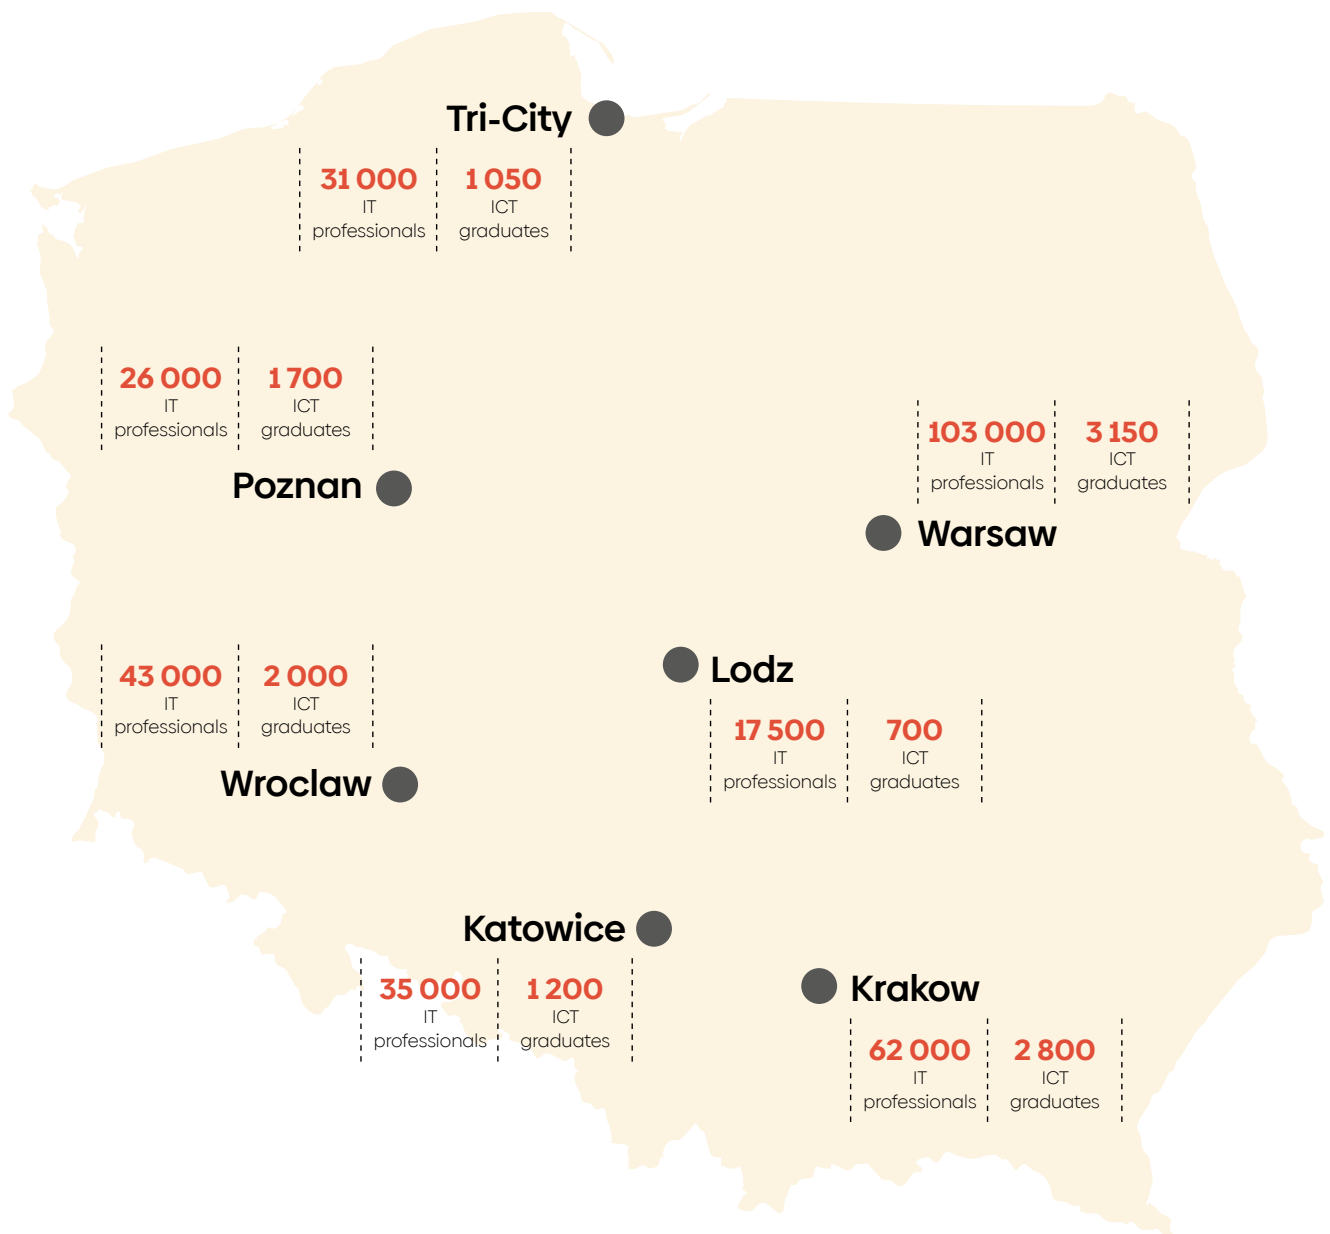 Tri-City
31 000 1 050
IT ICT
professionals graduates
26 000 1 700
IT ICT
professionals graduates
Poznan
103 000 3 150
IT ICT
professionals graduates
Warsaw
43 000 2 000
IT ICT
professionals graduates
Wroclaw
Lodz
17 500 700
IT ICT
professionals graduates
Katowice
35 000 1 200
IT ICT
professionals graduates
Krakow
62 000 2 800
IT ICT
professionals graduates